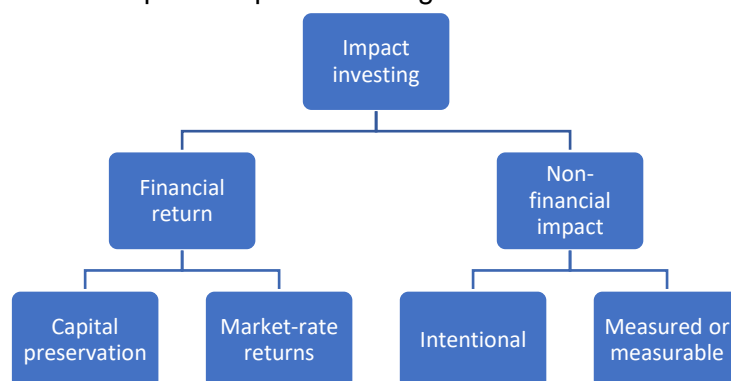 Impact
investing
Financial
return
Non-
financial
impact
Capital
preservation
Market-rate
returns
Intentional
Measured or
measurable